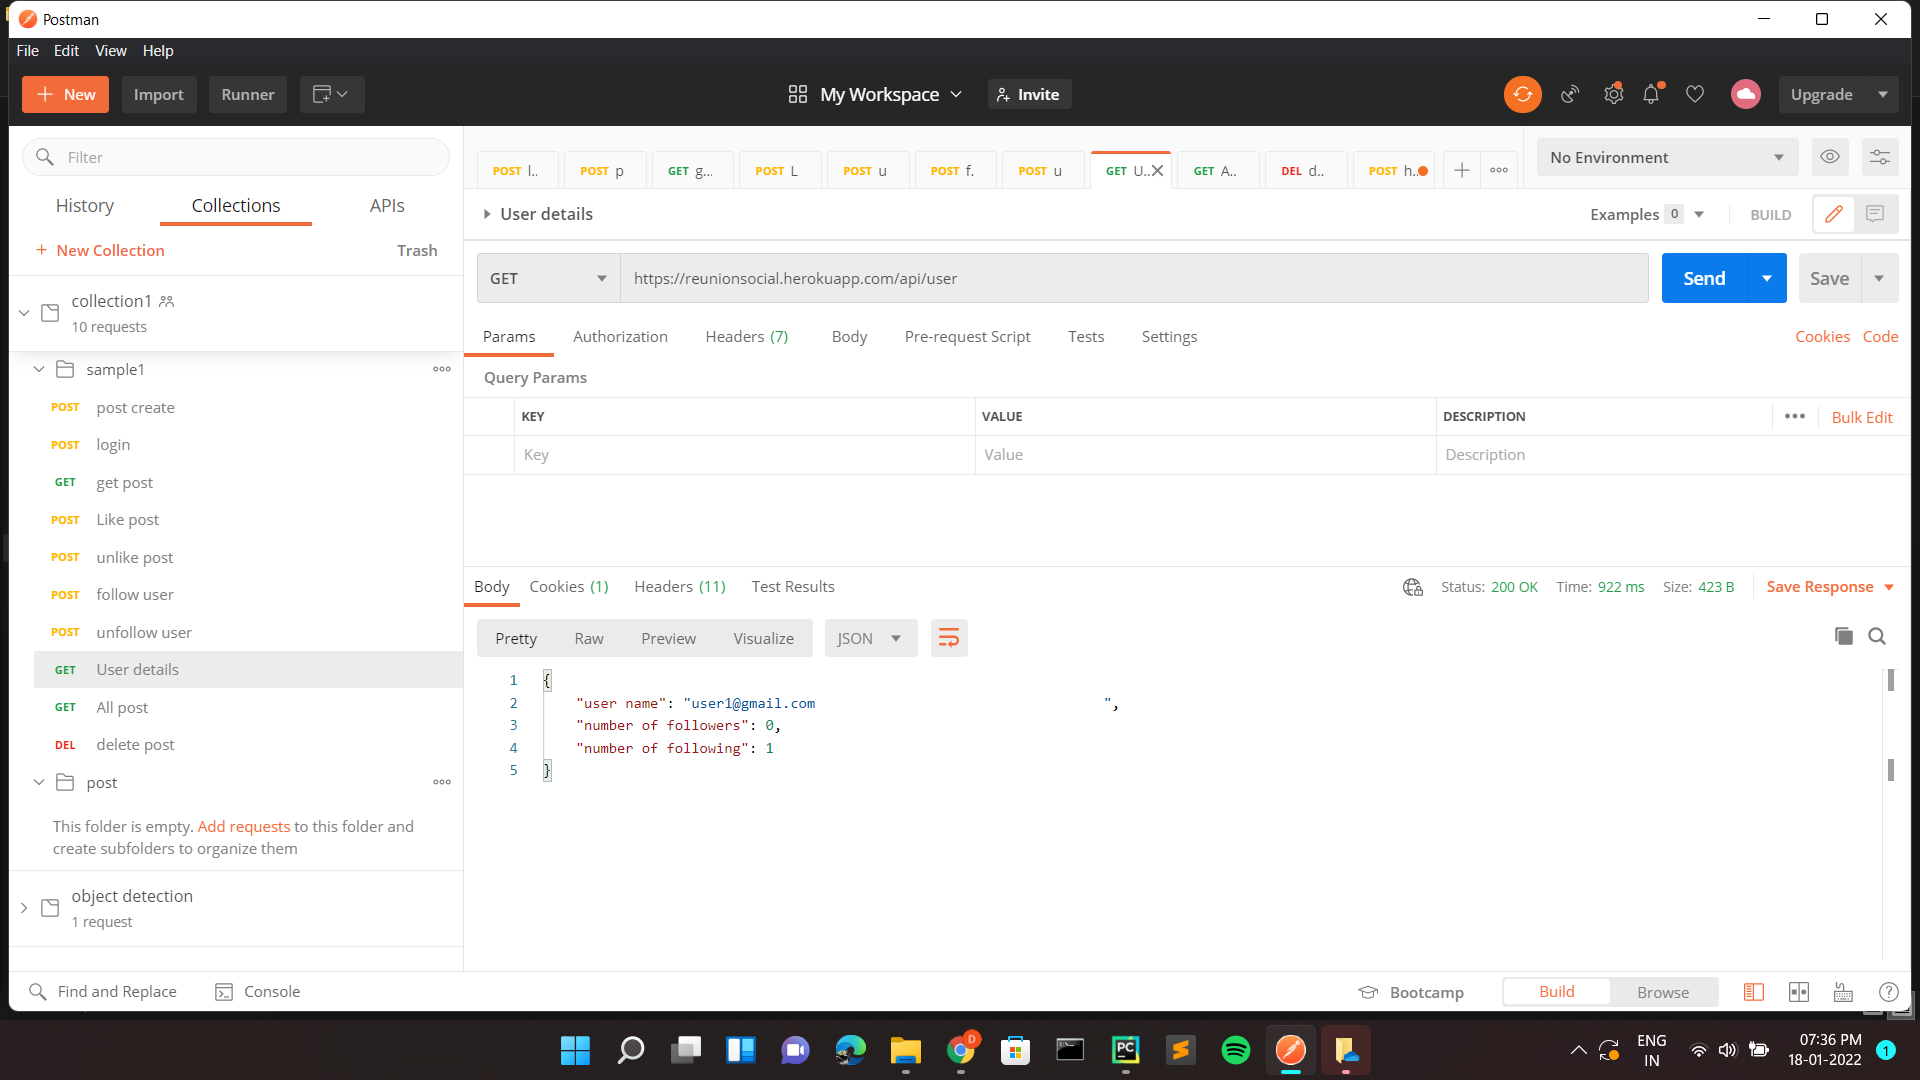 Postman
File Edit View Help
New Import Runner My Workspace Invite Upgrade
Filter
History Collections APIs
New Collection Trash
collection1
10 requests
sample1
POST post create
POST login
GET get post
POST Like post
POST unlike post
POST follow user
POST unfollow user
GET User details
GET All post
DEL delete post
post
This folder is empty. Add requests to this folder and
create subfolders to organize them
object detection
1 request
POST l.. POST p GET g... POST L POST u POST f. POST u GET U.. GET A.. DEL d.. POST h..
No Environment
User details
Examples 0 BUILD
GET https://reunionsocial.herokuapp.com/api/user Send Save
Params Authorization Headers (7) Body Pre-request Script Tests Settings Cookies Code
Query Params
KEY VALUE DESCRIPTION Bulk Edit
Key Value Description
Body Cookies (1) Headers (11) Test Results Status: 200 OK Time: 922 ms Size: 423 B Save Response
Pretty Raw Preview Visualize JSON
1 {
2 "user name": "user1@gmail.com                                   ",
3 "number of followers": 0,
4 "number of following": 1
5 }
Find and Replace Console Bootcamp Build Browse
D
PC
ENG
IN
07:36 PM
18-01-2022
1